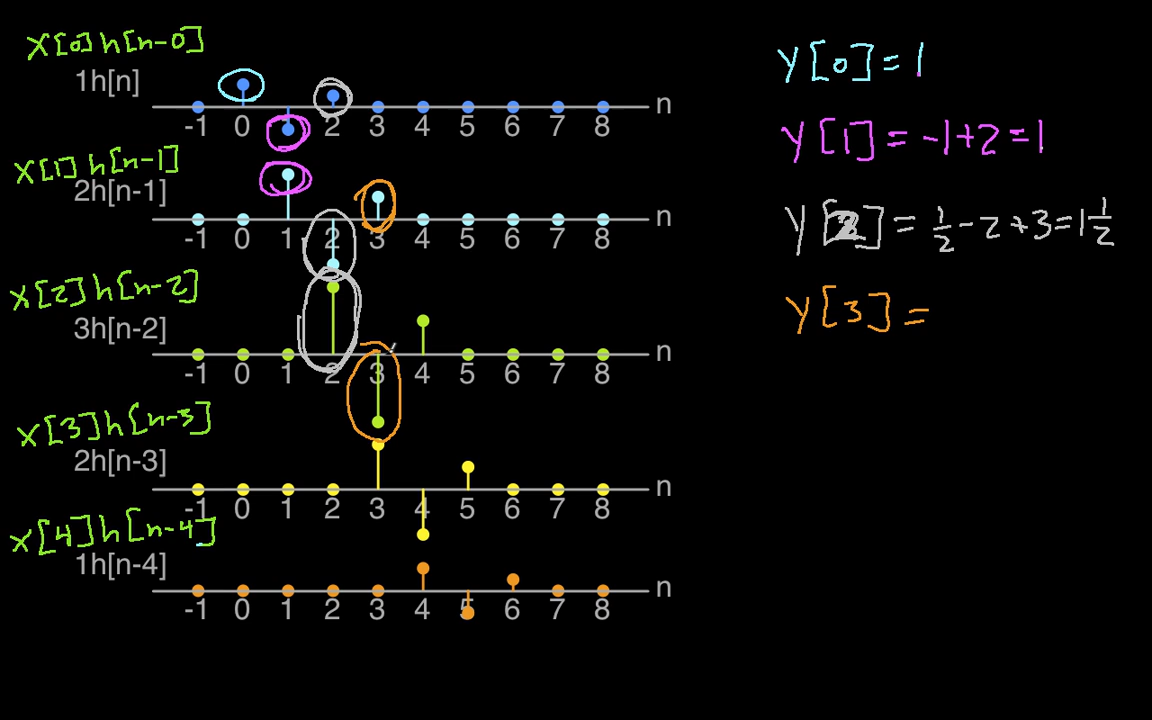 x[0]h[n-0]
1h[n]
n
-1 0 1 2 3 4 5 6 7 8
x[1]h[n-1]
2h[n-1]
n
-1 0 1 2 3 4 5 6 7 8
x[2]h[n-2]
3h[n-2]
n
-1 0 1 2 3 4 5 6 7 8
x[3]h[n-3]
2h[n-3]
n
-1 0 1 2 3 4 5 6 7 8
x[4]h[n-4]
1h[n-4]
n
-1 0 1 2 3 4 5 6 7 8
y[0]=1
y[1]=-1+2=1
y[2]=1/2-2+3=1 1/2
y[3]=